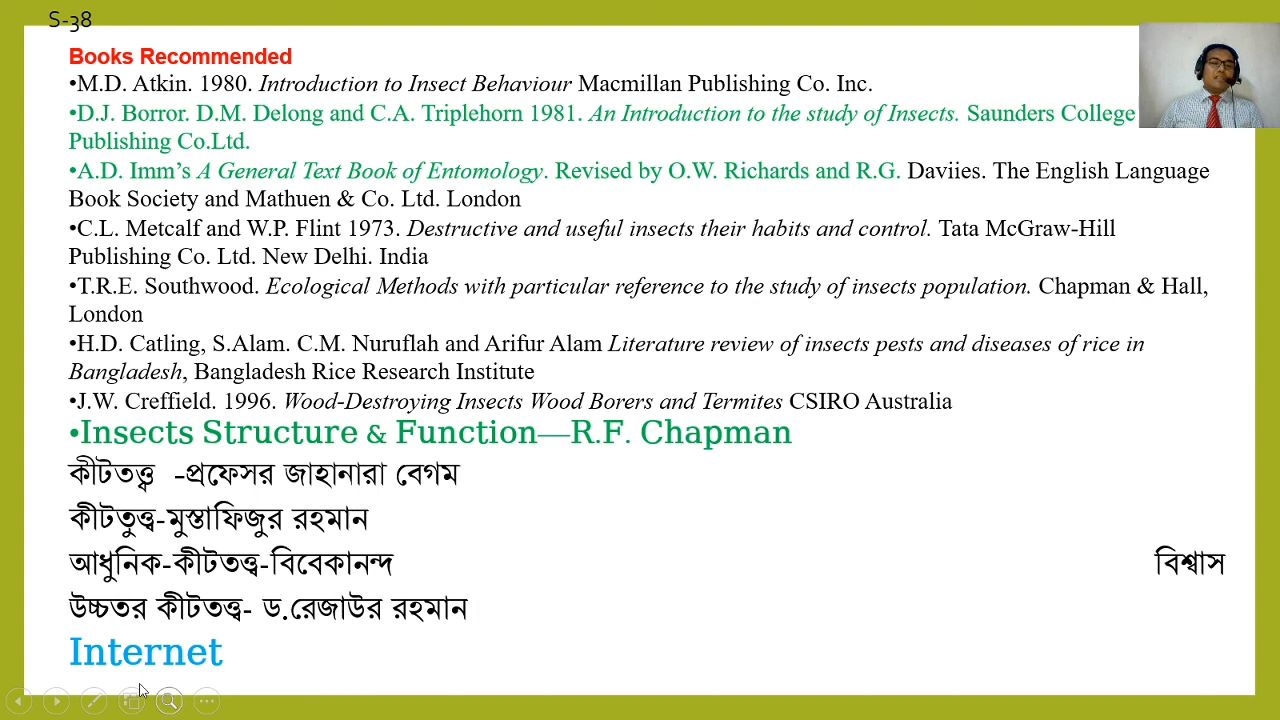 S-38
Books Recommended
•M.D. Atkin. 1980. Introduction to Insect Behaviour Macmillan Publishing Co. Inc.
•D.J. Borror. D.M. Delong and C.A. Triplehorn 1981. An Introduction to the study of Insects. Saunders College
Publishing Co.Ltd.
•A.D. Imm’s A General Text Book of Entomology. Revised by O.W. Richards and R.G. Daviies. The English Language
Book Society and Mathuen & Co. Ltd. London
•C.L. Metcalf and W.P. Flint 1973. Destructive and useful insects their habits and control. Tata McGraw-Hill
Publishing Co. Ltd. New Delhi. India
•T.R.E. Southwood. Ecological Methods with particular reference to the study of insects population. Chapman & Hall,
London
•H.D. Catling, S.Alam. C.M. Nuruflah and Arifur Alam Literature review of insects pests and diseases of rice in
Bangladesh, Bangladesh Rice Research Institute
•J.W. Creffield. 1996. Wood-Destroying Insects Wood Borers and Termites CSIRO Australia
•Insects Structure & Function—R.F. Chapman
কীটতত্ত্ব -প্রফেসর জাহানারা বেগম
কীটতুত্ত্ব-মুস্তাফিজুর রহমান
আধুনিক-কীটতত্ত্ব-বিবেকানন্দ বিশ্বাস
উচ্চতর কীটতত্ত্ব- ড.রেজাউর রহমান
Internet